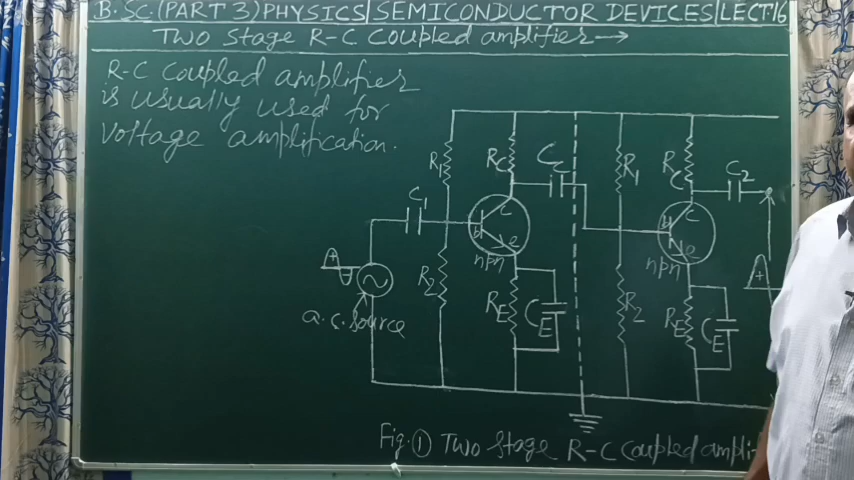 B.Sc.(PART 3)PHYSICS|SEMICONDUCTOR DEVICES|LECT.16
Two Stage R-C Coupled amplifier→
R-C Coupled amplifier
is usually used for
voltage amplification.
R1
RC
Cc
R1
RC
C2
C1
c
b
e
npn
c
b
e
npn
+
+
R2
RE
CE
R2
RE
CE
a.c. source
Fig. 1 Two Stage R-C Coupled ampli